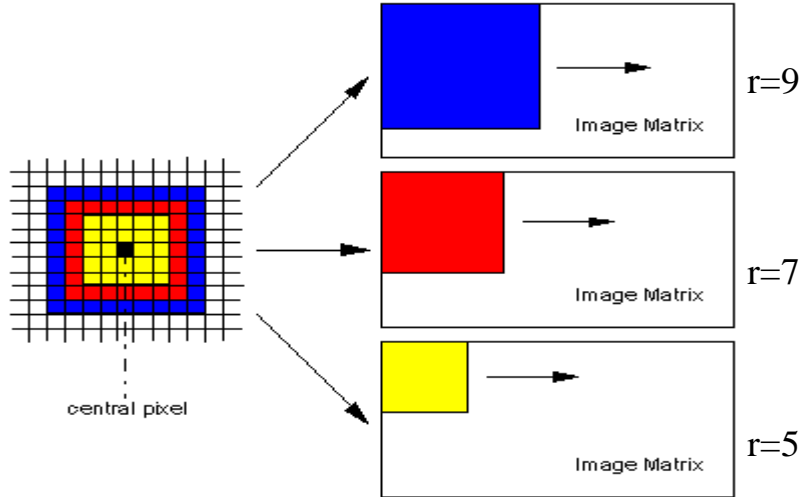 r=9
Image Matrix
r=7
Image Matrix
central pixel
r=5
Image Matrix